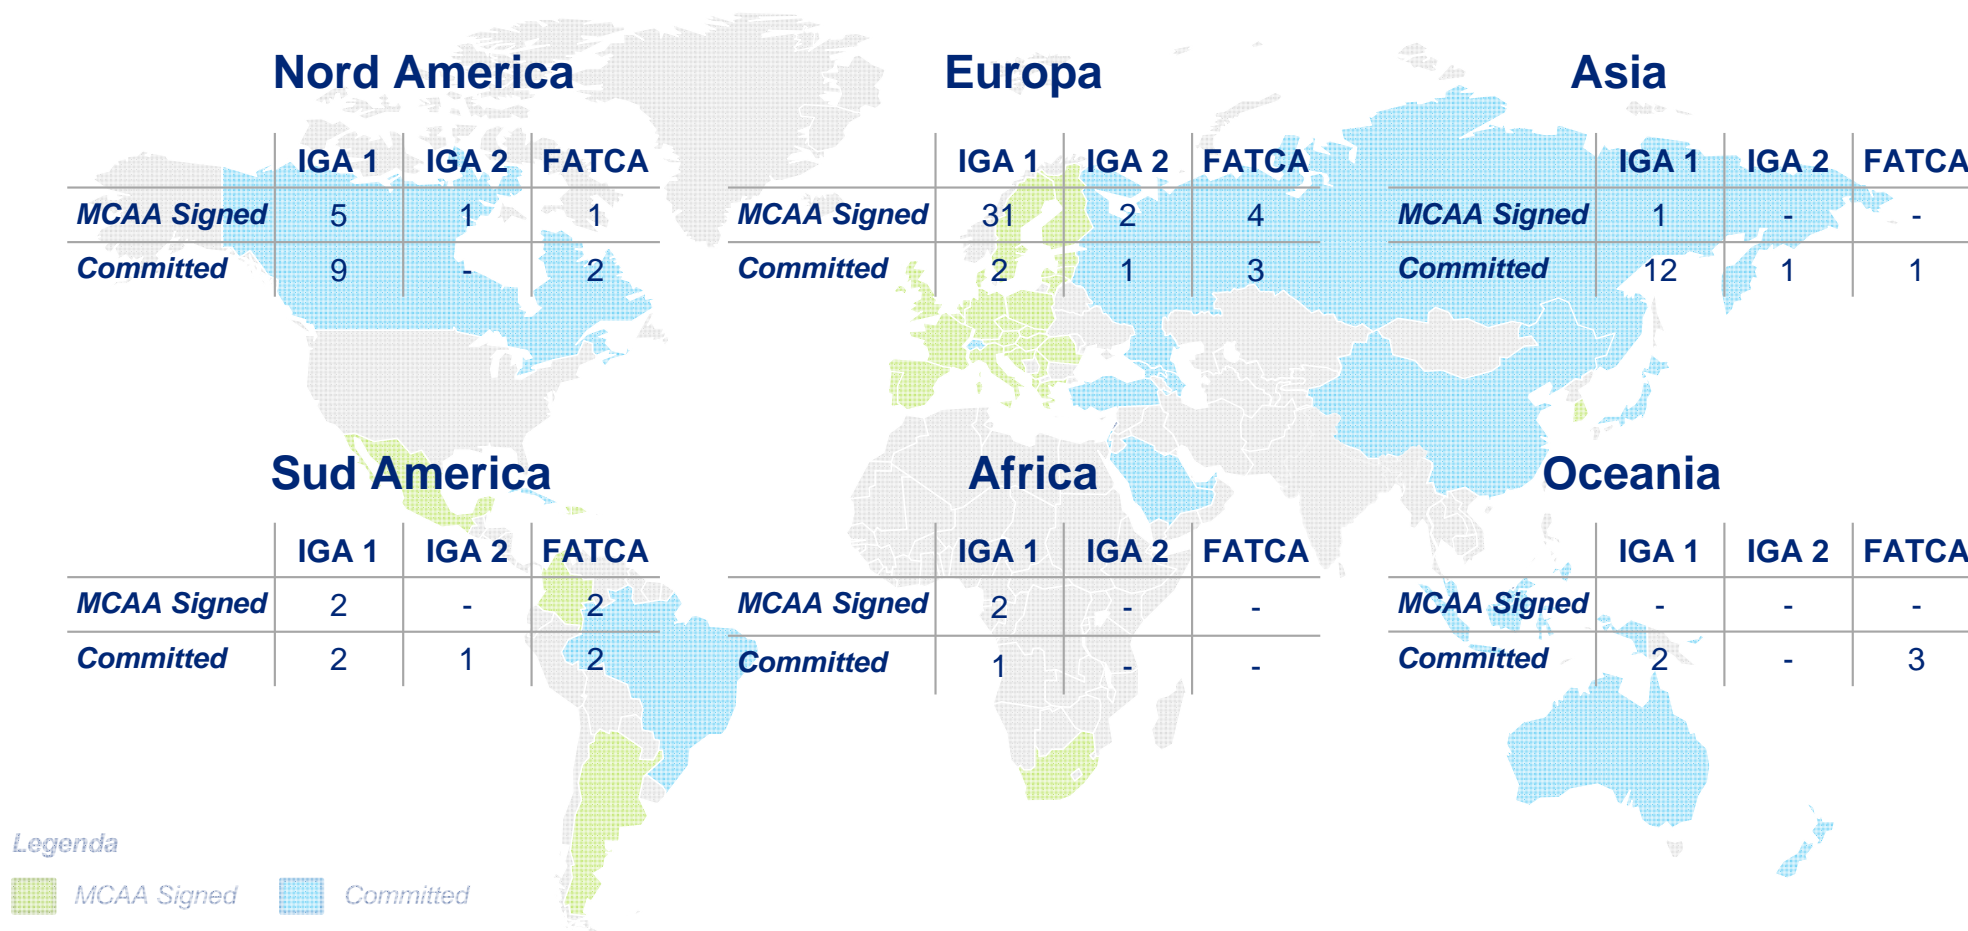 Nord America
IGA 1 IGA 2 FATCA
MCAA Signed 5 1 1
Committed 9 - 2
Europa
IGA 1 IGA 2 FATCA
MCAA Signed 31 2 4
Committed 2 1 3
Asia
IGA 1 IGA 2 FATCA
MCAA Signed 1 - -
Committed 12 1 1
Sud America
IGA 1 IGA 2 FATCA
MCAA Signed 2 - 2
Committed 2 1 2
Africa
IGA 1 IGA 2 FATCA
MCAA Signed 2 - -
Committed 1 - -
Oceania
IGA 1 IGA 2 FATCA
MCAA Signed - - -
Committed 2 - 3
Legenda
MCAA Signed Committed